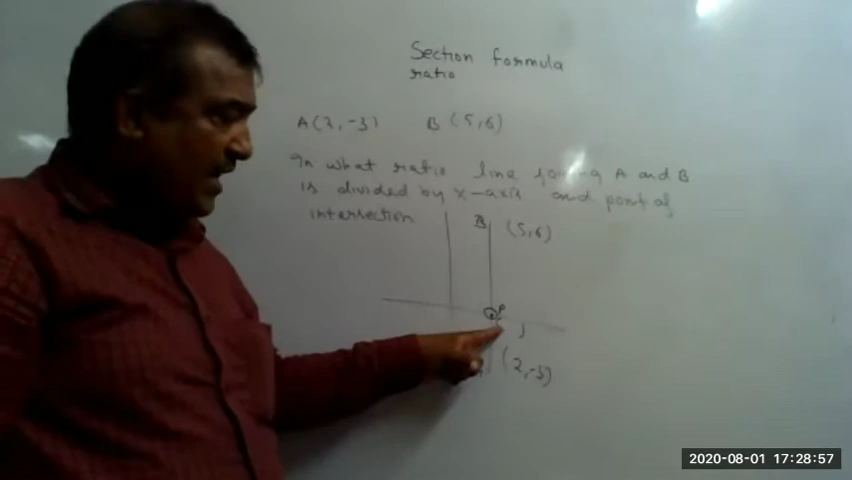 Section formula
ratio
A(2, -3) B (5, 6)
In what ratio line joining A and B
is divided by x-axis and point of
intersection
B (5, 6)
P
(2, -3)
2020-08-01 17:28:57